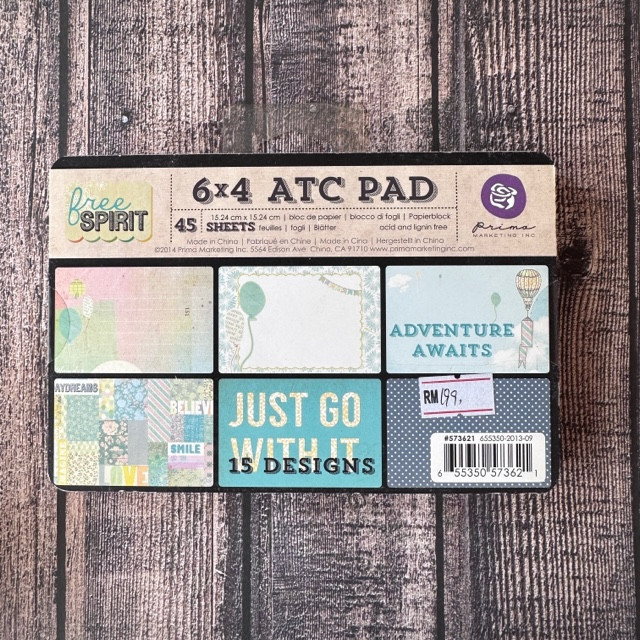 free
SPIRIT
6x4 ATC PAD
45 SHEETS
15.24 cm x 15.24 cm | bloc de papier | blocco di fogli | Papierblock
feuilles | fogli | Blätter
acid and lignin free
Made in China | Fabriqué en Chine | Made in Cina | Hergestellt in China
©2014 Prima Marketing Inc. 5564 Edison Ave. Chino, CA 91710 www.primamarketinginc.com
Prima
MARKETING INC
ADVENTURE
AWAITS
AYDREAMS
BELIEV
SMILE
LOVE
JUST GO
WITH IT
15 DESIGNS
RM 199,
#573621 655350-2013-09
6 55350 57362 1